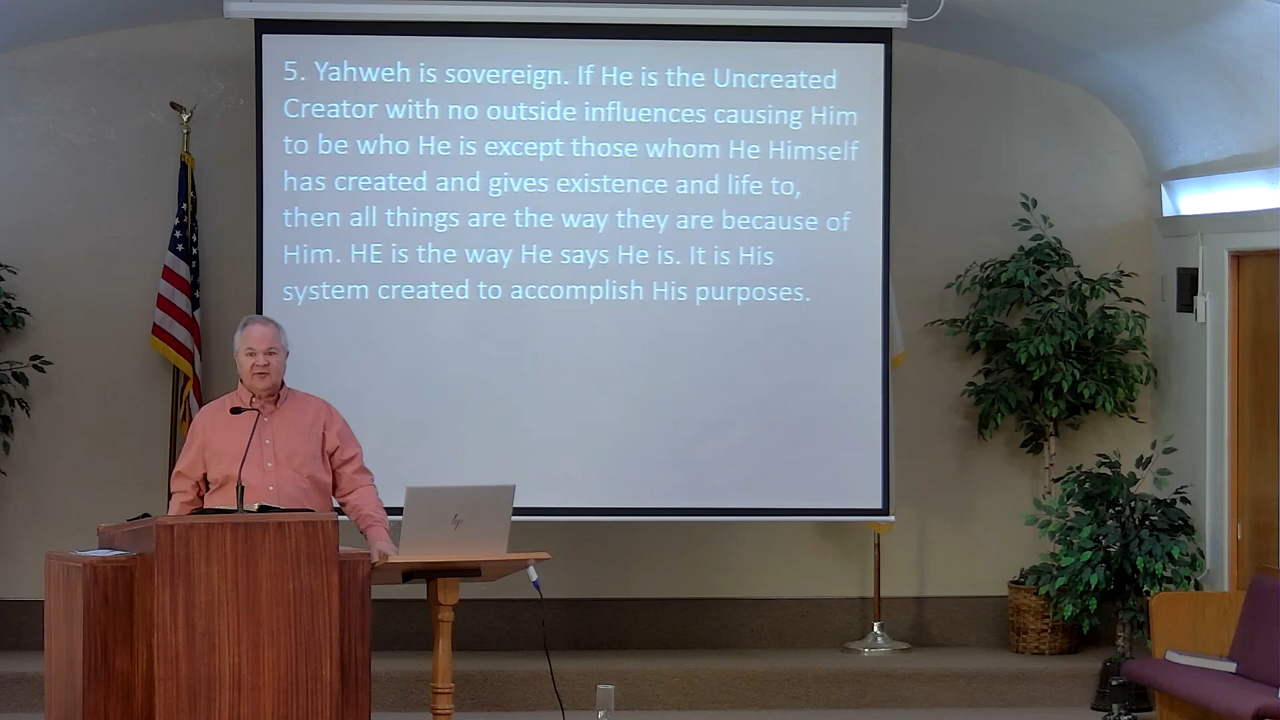 5. Yahweh is sovereign. If He is the Uncreated
Creator with no outside influences causing Him
to be who He is except those whom He Himself
has created and gives existence and life to,
then all things are the way they are because of
Him. HE is the way He says He is. It is His
system created to accomplish His purposes.
hp